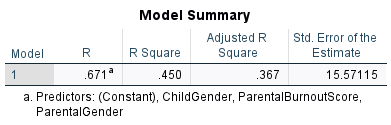 Model Summary
Adjusted R Std. Error of the
Model R R Square Square Estimate
1 .671a .450 .367 15.57115
a. Predictors: (Constant), ChildGender, ParentalBurnoutScore,
ParentalGender